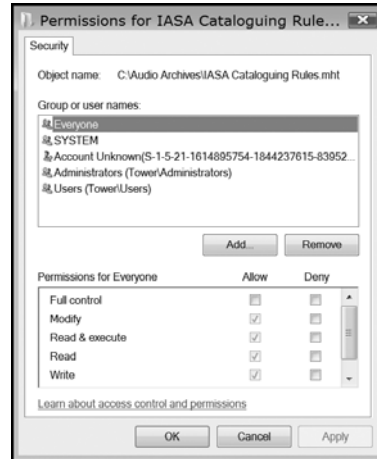 Permissions for IASA Cataloguing Rule...
Security
Object name: C:\Audio Archives\IASA Cataloguing Rules.mht
Group or user names:
Everyone
SYSTEM
Account Unknown(S-1-5-21-1614895754-1844237615-83952...
Administrators (Tower\Administrators)
Users (Tower\Users)
Add... Remove
Permissions for Everyone Allow Deny
Full control
Modify
Read & execute
Read
Write
Learn about access control and permissions
OK Cancel Apply